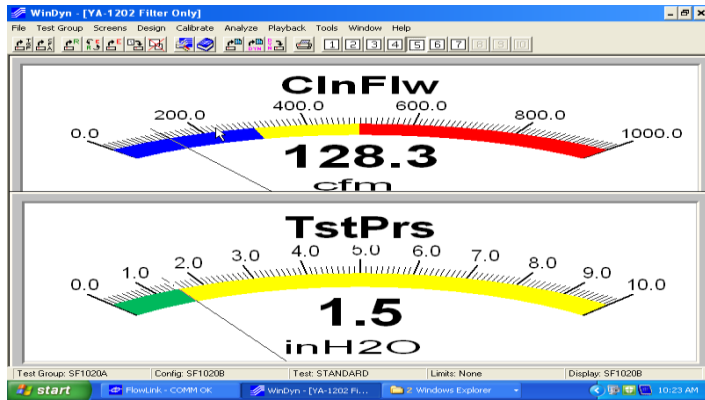 WinDyn - [YA-1202 Filter Only]
File Test Group Screens Design Calibrate Analyze Playback Tools Window Help
1 2 3 4 5 6 7 8 9 10
ClnFlw
0.0 200.0 400.0 600.0 800.0 1000.0
128.3
cfm
TstPrs
0.0 1.0 2.0 3.0 4.0 5.0 6.0 7.0 8.0 9.0 10.0
1.5
inH2O
Test Group: SF1020A Config: SF1020B Test: STANDARD Limits: None Display: SF1020B
start FlowLink - COMM OK WinDyn - [YA-1202 Fi... 2 Windows Explorer 10:23 AM